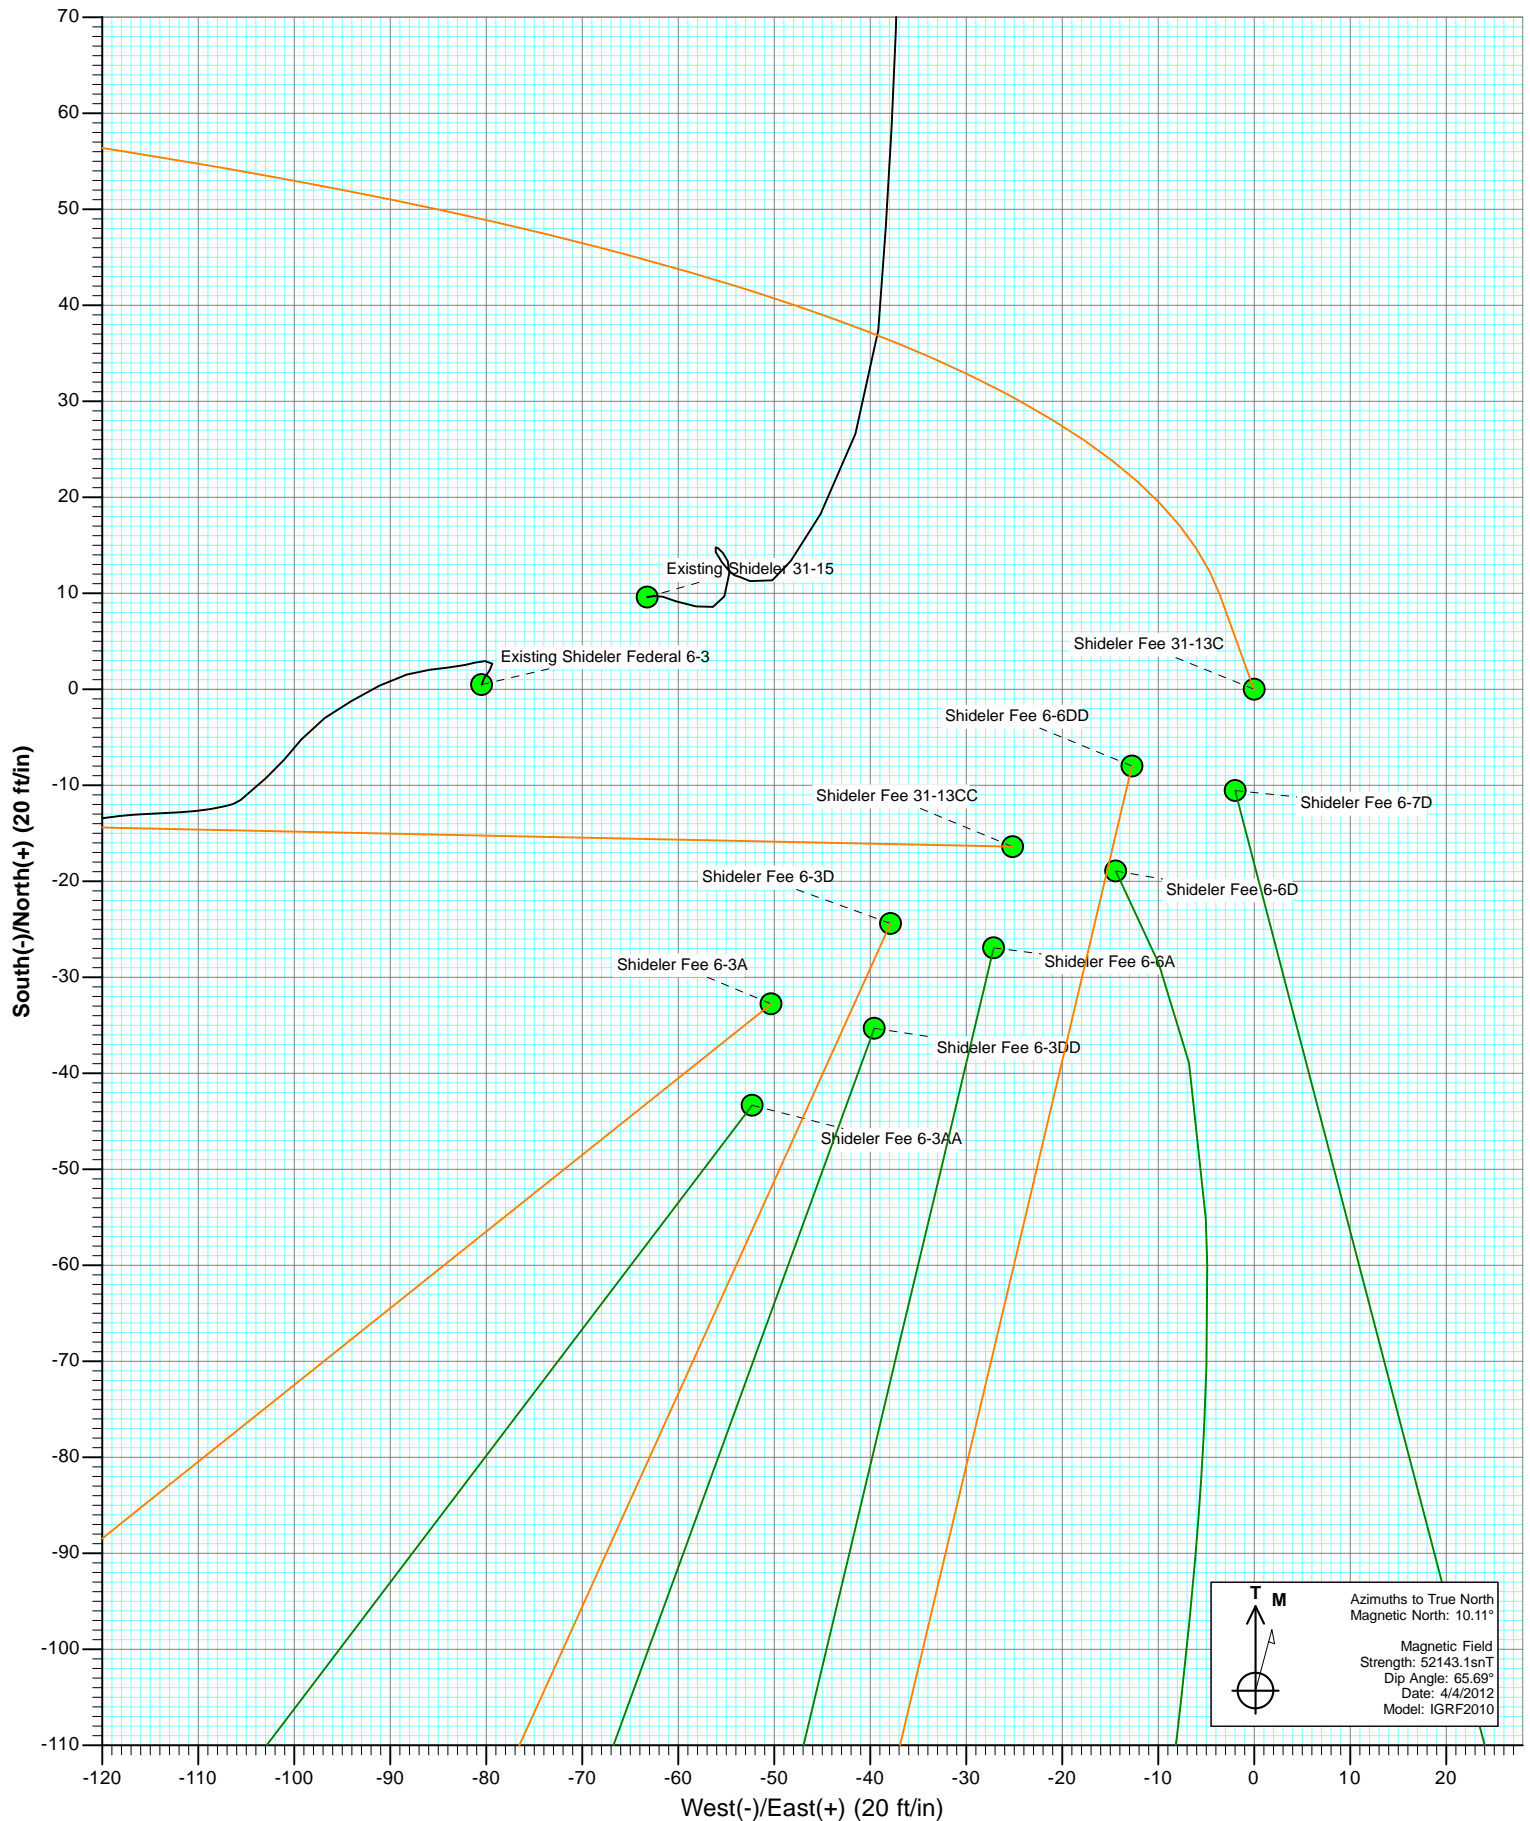 70
60
50
40
30
20
10
0
-10
-20
-30
-40
-50
-60
-70
-80
-90
-100
-110
South(-)/North(+) (20 ft/in)
Existing Shideler 31-15
Existing Shideler Federal 6-3
Shideler Fee 31-13C
Shideler Fee 6-6DD
Shideler Fee 31-13CC
Shideler Fee 6-7D
Shideler Fee 6-3D
Shideler Fee 6-6D
Shideler Fee 6-3A
Shideler Fee 6-6A
Shideler Fee 6-3DD
Shideler Fee 6-3AA
T M
Azimuths to True North
Magnetic North: 10.11°
Magnetic Field
Strength: 52143.1snT
Dip Angle: 65.69°
Date: 4/4/2012
Model: IGRF2010
-120 -110 -100 -90 -80 -70 -60 -50 -40 -30 -20 -10 0 10 20
West(-)/East(+) (20 ft/in)